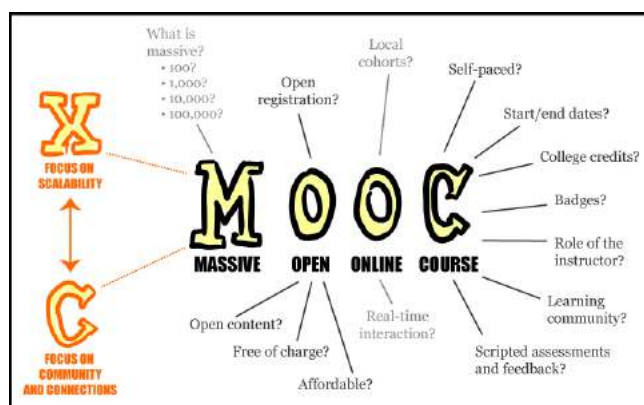 What is
massive?
• 100?
• 1,000?
• 10,000?
• 100,000?
Open
registration?
Local
cohorts?
Self-paced?
Start/end dates?
College credits?
Badges?
Role of the
instructor?
Learning
community?
Scripted assessments
and feedback?
X
FOCUS ON
SCALABILITY
C
FOCUS ON
COMMUNITY
AND CONNECTIONS
MOOC
MASSIVE OPEN ONLINE COURSE
Open content?
Free of charge?
Affordable?
Real-time
interaction?